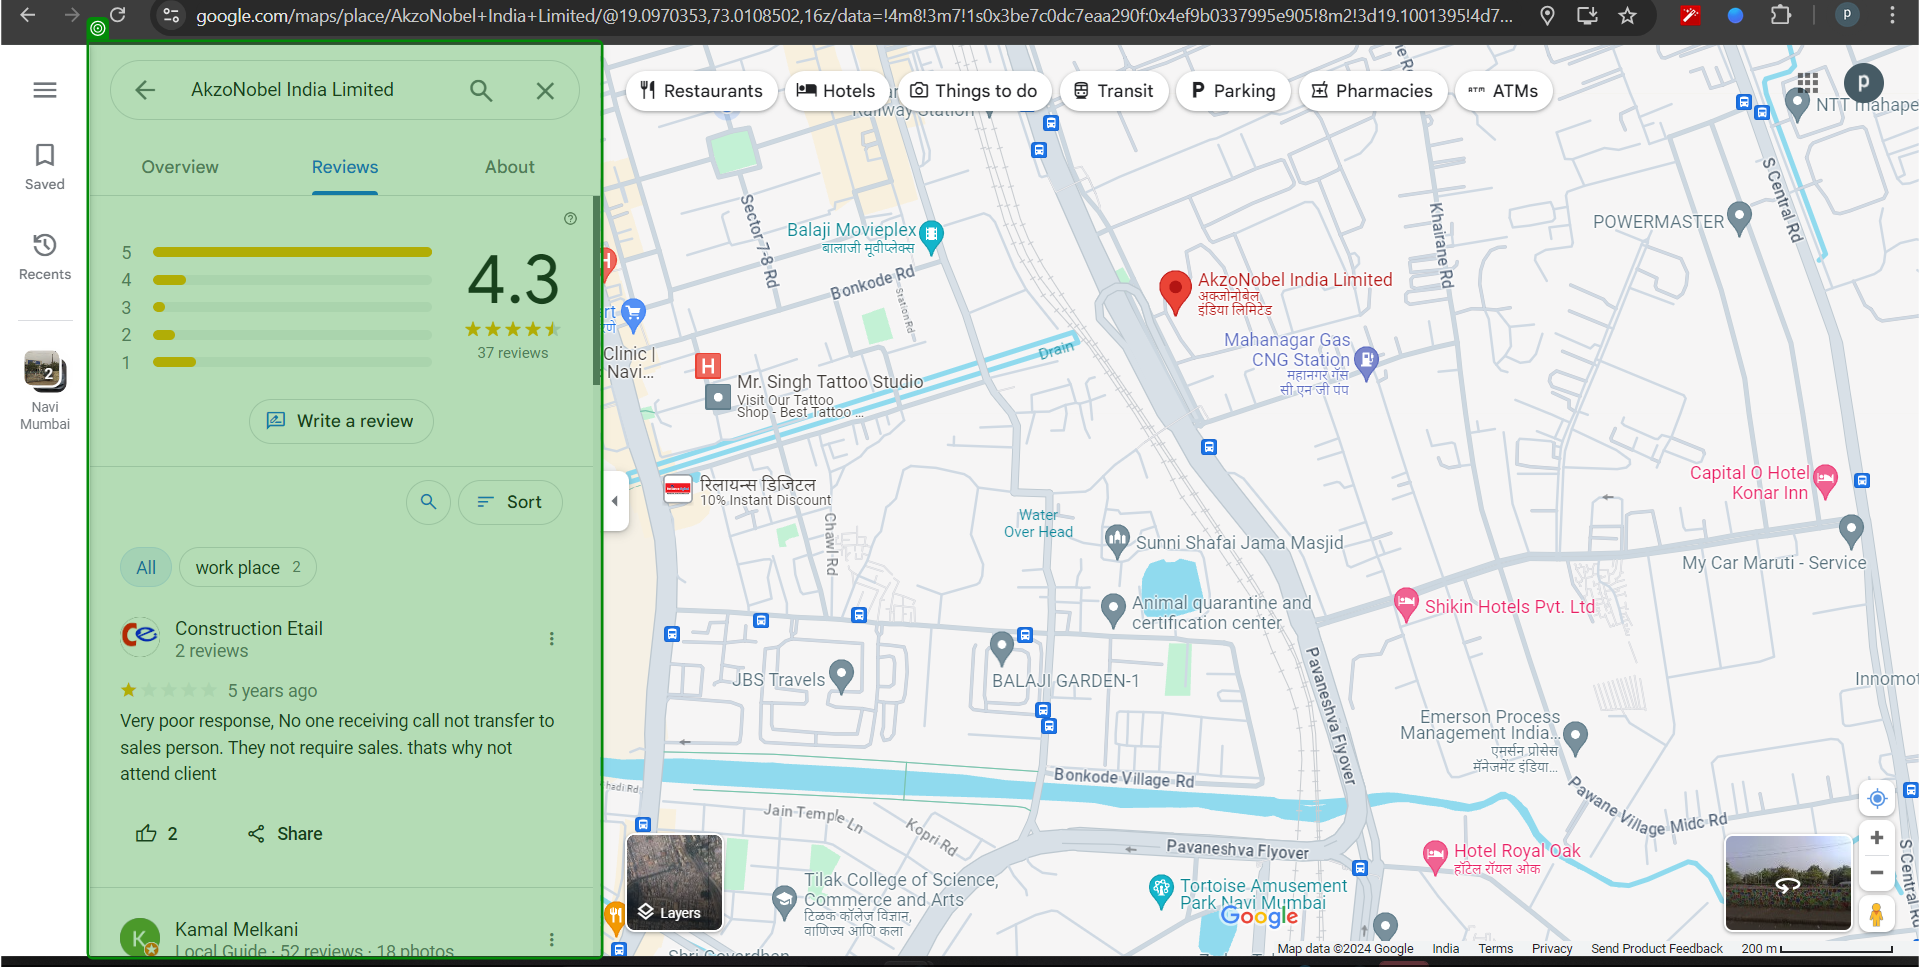 google.com/maps/place/AkzoNobel+India+Limited/@19.0970353,73.0108502,16z/data=!4m8!3m7!1s0x3be7c0dc7eaa290f:0x4ef9b0337995e905!8m2!3d19.1001395!4d7...
P
AkzoNobel India Limited
Saved
Recents
2
Navi
Mumbai
Overview
Reviews
About
5
4
3
2
1
4.3
37 reviews
Write a review
Sort
All
work place 2
Construction Etail
2 reviews
5 years ago
Very poor response, No one receiving call not transfer to
sales person. They not require sales. thats why not
attend client
2
Share
K
Kamal Melkani
Local Guide · 52 reviews · 18 photos
Restaurants
Hotels
Things to do
Transit
Parking
Pharmacies
ATMs
p
Railway Station
NTT mahape
S Central Rd
POWERMASTER
Khairane Rd
Sector 7-8-Rd
Balaji Movieplex
बालाजी मूवीप्लेक्स
Bonkode Rd
Station Rd
AkzoNobel India Limited
अक्जोनोबेल
इंडिया लिमिटेड
Mahanagar Gas
CNG Station
महानगर गॅस
सी एन जी पंप
Drain
Clinic |
Navi...
H
Mr. Singh Tattoo Studio
Visit Our Tattoo
Shop - Best Tattoo ...
रिलायन्स डिजिटल
10% Instant Discount
Chawl Rd
Water
Over Head
Sunni Shafai Jama Masjid
Capital O Hotel
Konar Inn
My Car Maruti - Service
Animal quarantine and
certification center
Shikin Hotels Pvt. Ltd
JBS Travels
BALAJI GARDEN-1
Pavaneshva Flyover
Innomot
Emerson Process
Management India...
एमर्सन प्रोसेस
मॅनेजमेंट इंडिया...
Bonkode Village Rd
Pawane Village Midc Rd
Jain Temple Ln
Kopri Rd
Pavaneshva Flyover
Hotel Royal Oak
हॉटेल रॉयल ओक
S Central Rd
Tilak College of Science,
Commerce and Arts
टिळक कॉलेज विज्ञान,
वाणिज्य आणि कला
Tortoise Amusement
Park Navi Mumbai
Layers
Google
Shri Govardhan
Map data ©2024 Google
India
Terms
Privacy
Send Product Feedback
200 m